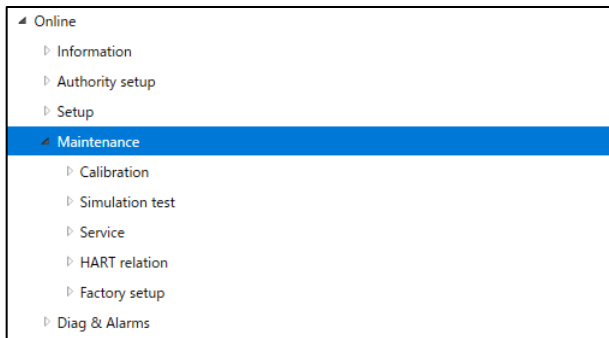 Online
Information
Authority setup
Setup
Maintenance
Calibration
Simulation test
Service
HART relation
Factory setup
Diag & Alarms